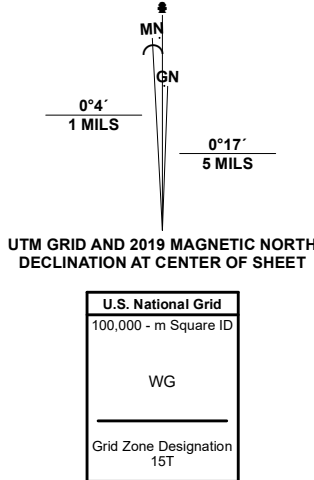 MN
GN
0°4´
1 MILS
0°17´
5 MILS
UTM GRID AND 2019 MAGNETIC NORTH
DECLINATION AT CENTER OF SHEET
U.S. National Grid
100,000 - m Square ID
WG
Grid Zone Designation
15T